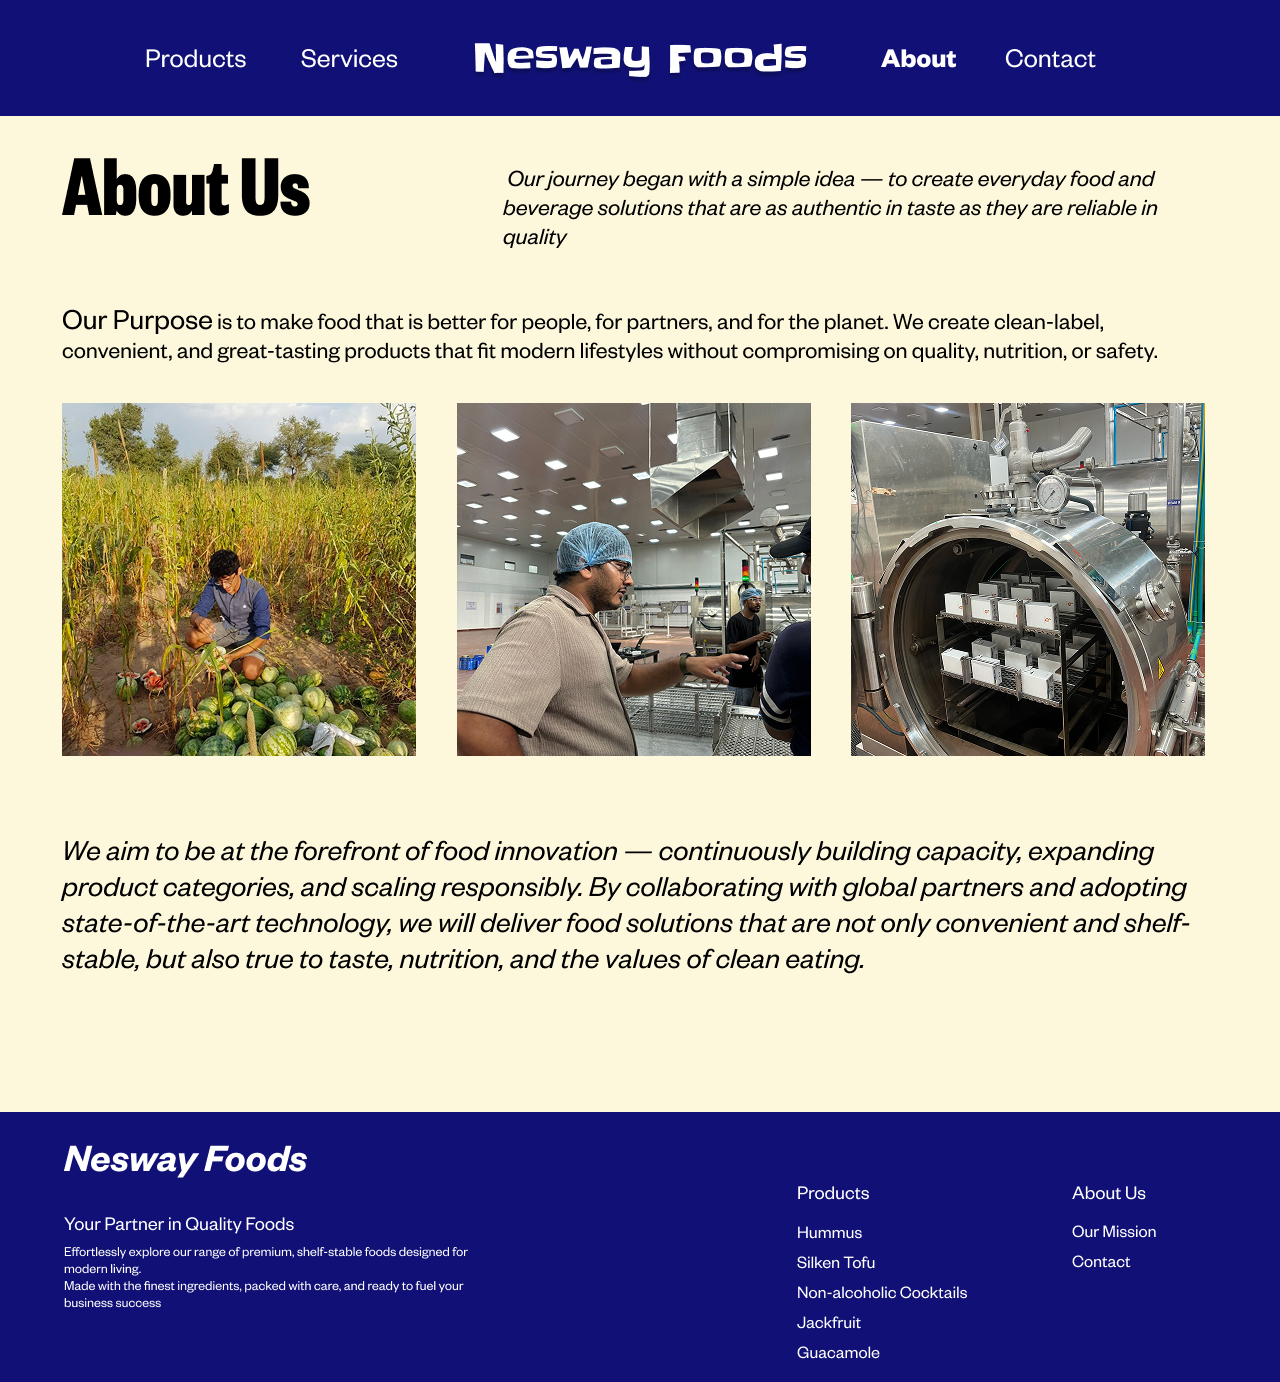 Products Services Nesway Foods About Contact
About Us
Our journey began with a simple idea — to create everyday food and
beverage solutions that are as authentic in taste as they are reliable in
quality
Our Purpose is to make food that is better for people, for partners, and for the planet. We create clean-label,
convenient, and great-tasting products that fit modern lifestyles without compromising on quality, nutrition, or safety.
We aim to be at the forefront of food innovation — continuously building capacity, expanding
product categories, and scaling responsibly. By collaborating with global partners and adopting
state-of-the-art technology, we will deliver food solutions that are not only convenient and shelf-
stable, but also true to taste, nutrition, and the values of clean eating.
Nesway Foods
Your Partner in Quality Foods
Effortlessly explore our range of premium, shelf-stable foods designed for
modern living.
Made with the finest ingredients, packed with care, and ready to fuel your
business success
Products
Hummus
Silken Tofu
Non-alcoholic Cocktails
Jackfruit
Guacamole
About Us
Our Mission
Contact